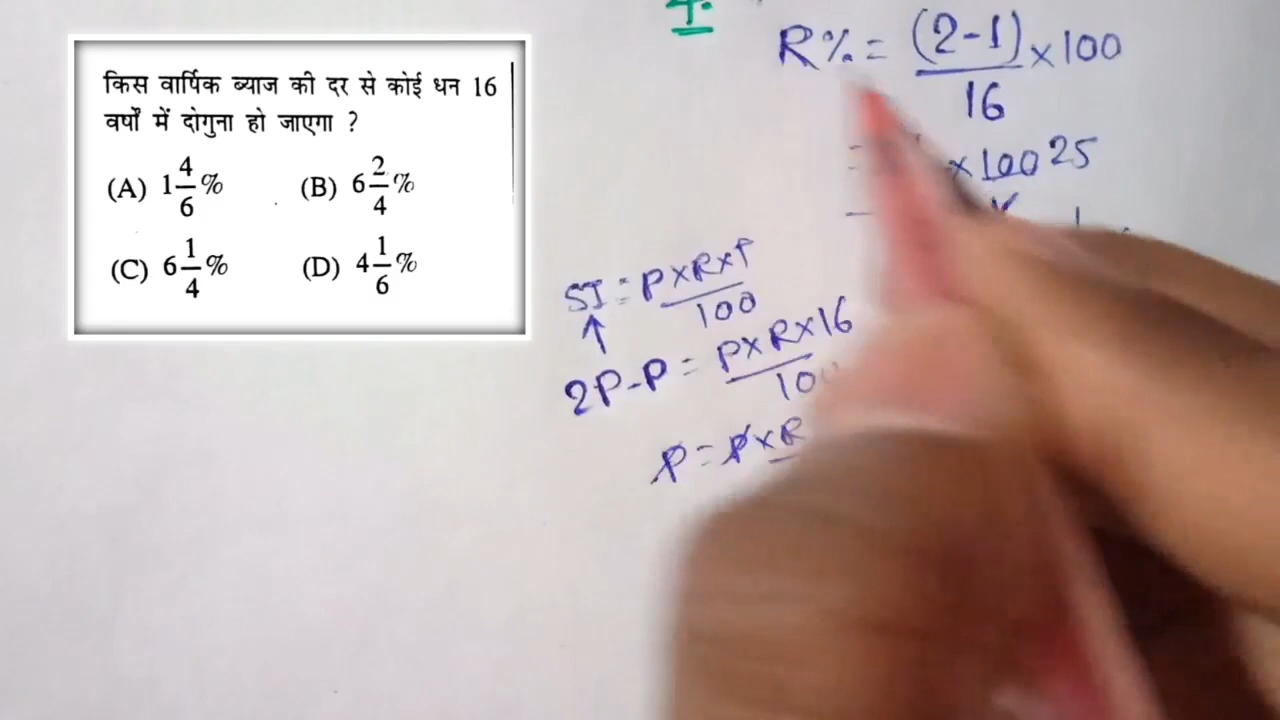 किस वार्षिक ब्याज की दर से कोई धन 16
वर्षों में दोगुना हो जाएगा ?
(A) 1 4/6 % (B) 6 2/4 %
(C) 6 1/4 % (D) 4 1/6 %
4.
R% = (2-1)/16 × 100
= × 100 25
SI = P×R×T/100
2P-P = P×R×16/100
P = P×R